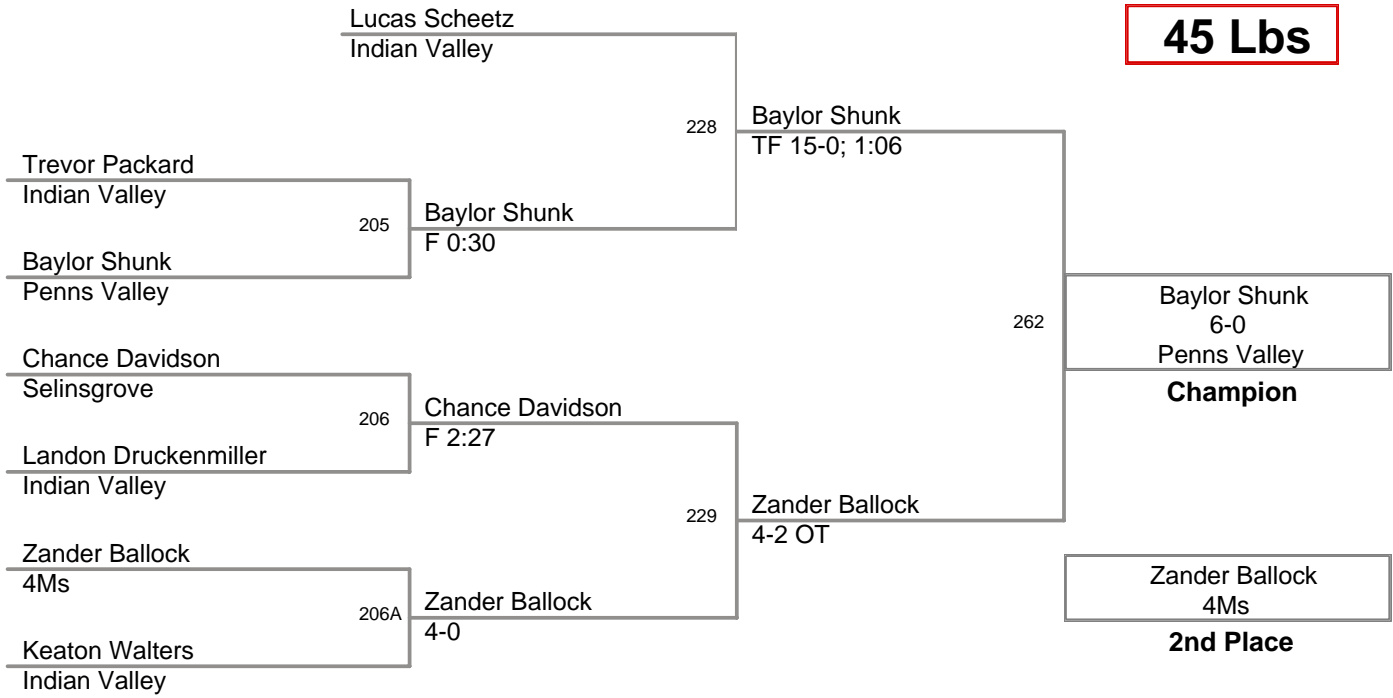 Lucas Scheetz
Indian Valley
45 Lbs
228
Baylor Shunk
TF 15-0; 1:06
Trevor Packard
Indian Valley
205
Baylor Shunk
F 0:30
Baylor Shunk
Penns Valley
262
Baylor Shunk
6-0
Penns Valley
Champion
Chance Davidson
Selinsgrove
206
Chance Davidson
F 2:27
Landon Druckenmiller
Indian Valley
229
Zander Ballock
4-2 OT
Zander Ballock
4Ms
206A
Zander Ballock
4-0
Keaton Walters
Indian Valley
Zander Ballock
4Ms
2nd Place